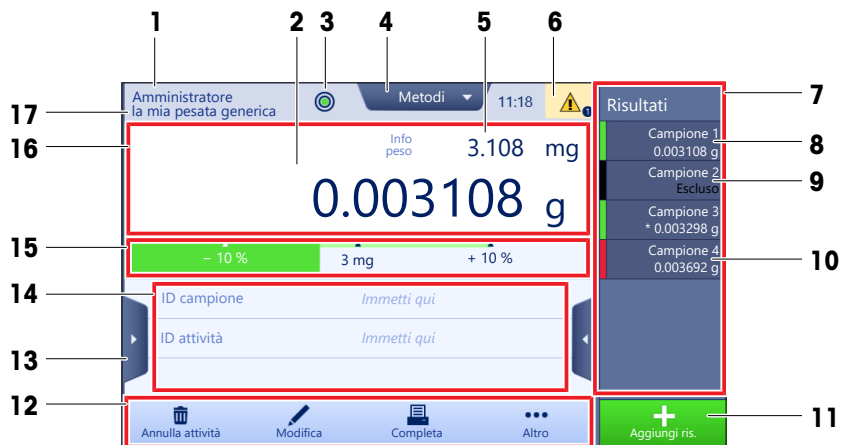 1
2
3
4
5
6
Amministratore
la mia pesata generica
Metodi
11:18
1
Risultati
7
17
16
Info
peso
3.108 mg
0.003108 g
Campione 1
0.003108 g
8
Campione 2
Escluso
9
Campione 3
* 0.003298 g
Campione 4
0.003692 g
10
15
– 10 %
3 mg
+ 10 %
14
ID campione
Immetti qui
ID attività
Immetti qui
13
12
Annulla attività
Modifica
Completa
Altro
Aggiungi ris.
11